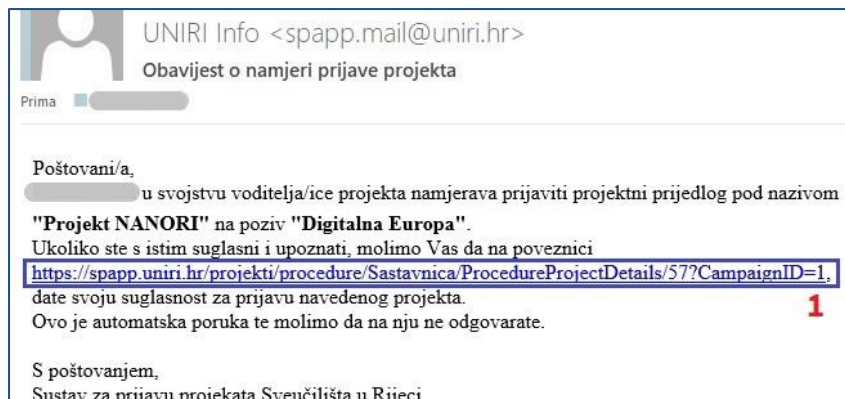 UNIRI Info <spapp.mail@uniri.hr>
Obavijest o namjeri prijave projekta
Prima
Poštovani/a,
u svojstvu voditelja/ice projekta namjerava prijaviti projektni prijedlog pod nazivom
"Projekt NANORI" na poziv "Digitalna Europa".
Ukoliko ste s istim suglasni i upoznati, molimo Vas da na poveznici
https://spapp.uniri.hr/projekti/procedure/Sastavnica/ProcedureProjectDetails/57?CampaignID=1,
date svoju suglasnost za prijavu navedenog projekta.
1
Ovo je automatska poruka te molimo da na nju ne odgovarate.
S poštovanjem,
Sustav za prijavu projekata Sveučilišta u Rijeci